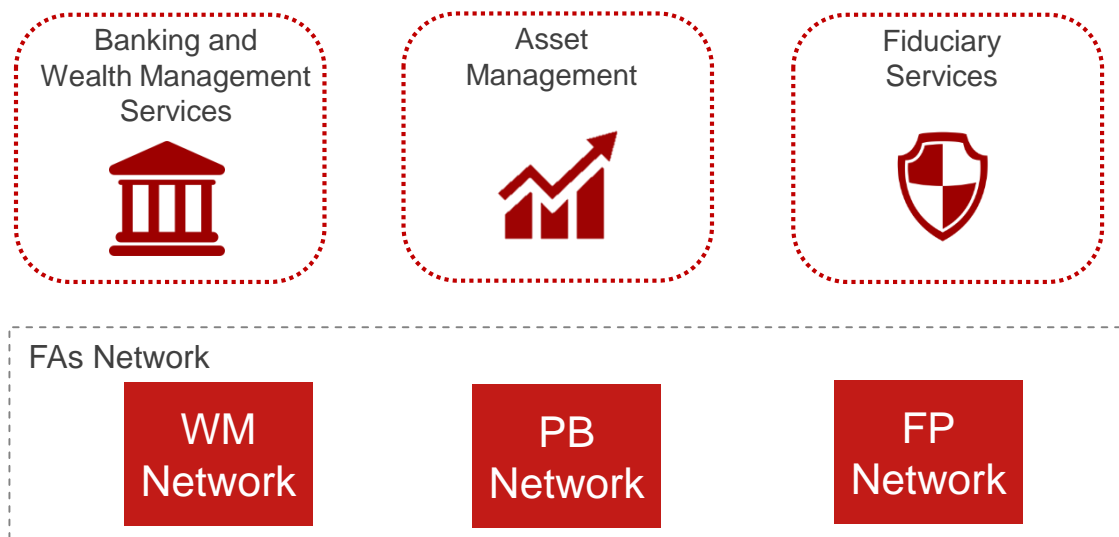 Banking and
Wealth Management
Services
Asset
Management
Fiduciary
Services
FAs Network
WM
Network
PB
Network
FP
Network